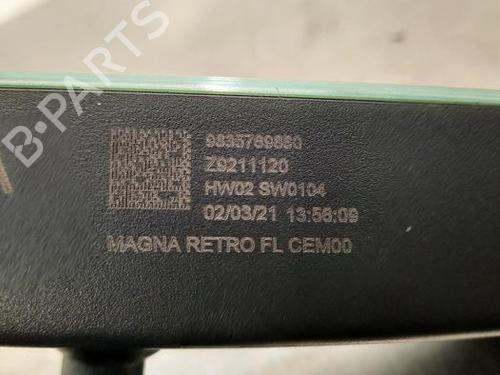 9835769880
Z9211120
HW02 SW0104
02/03/21 13:56:09
MAGNA RETRO FL CEM00
B-PARTS